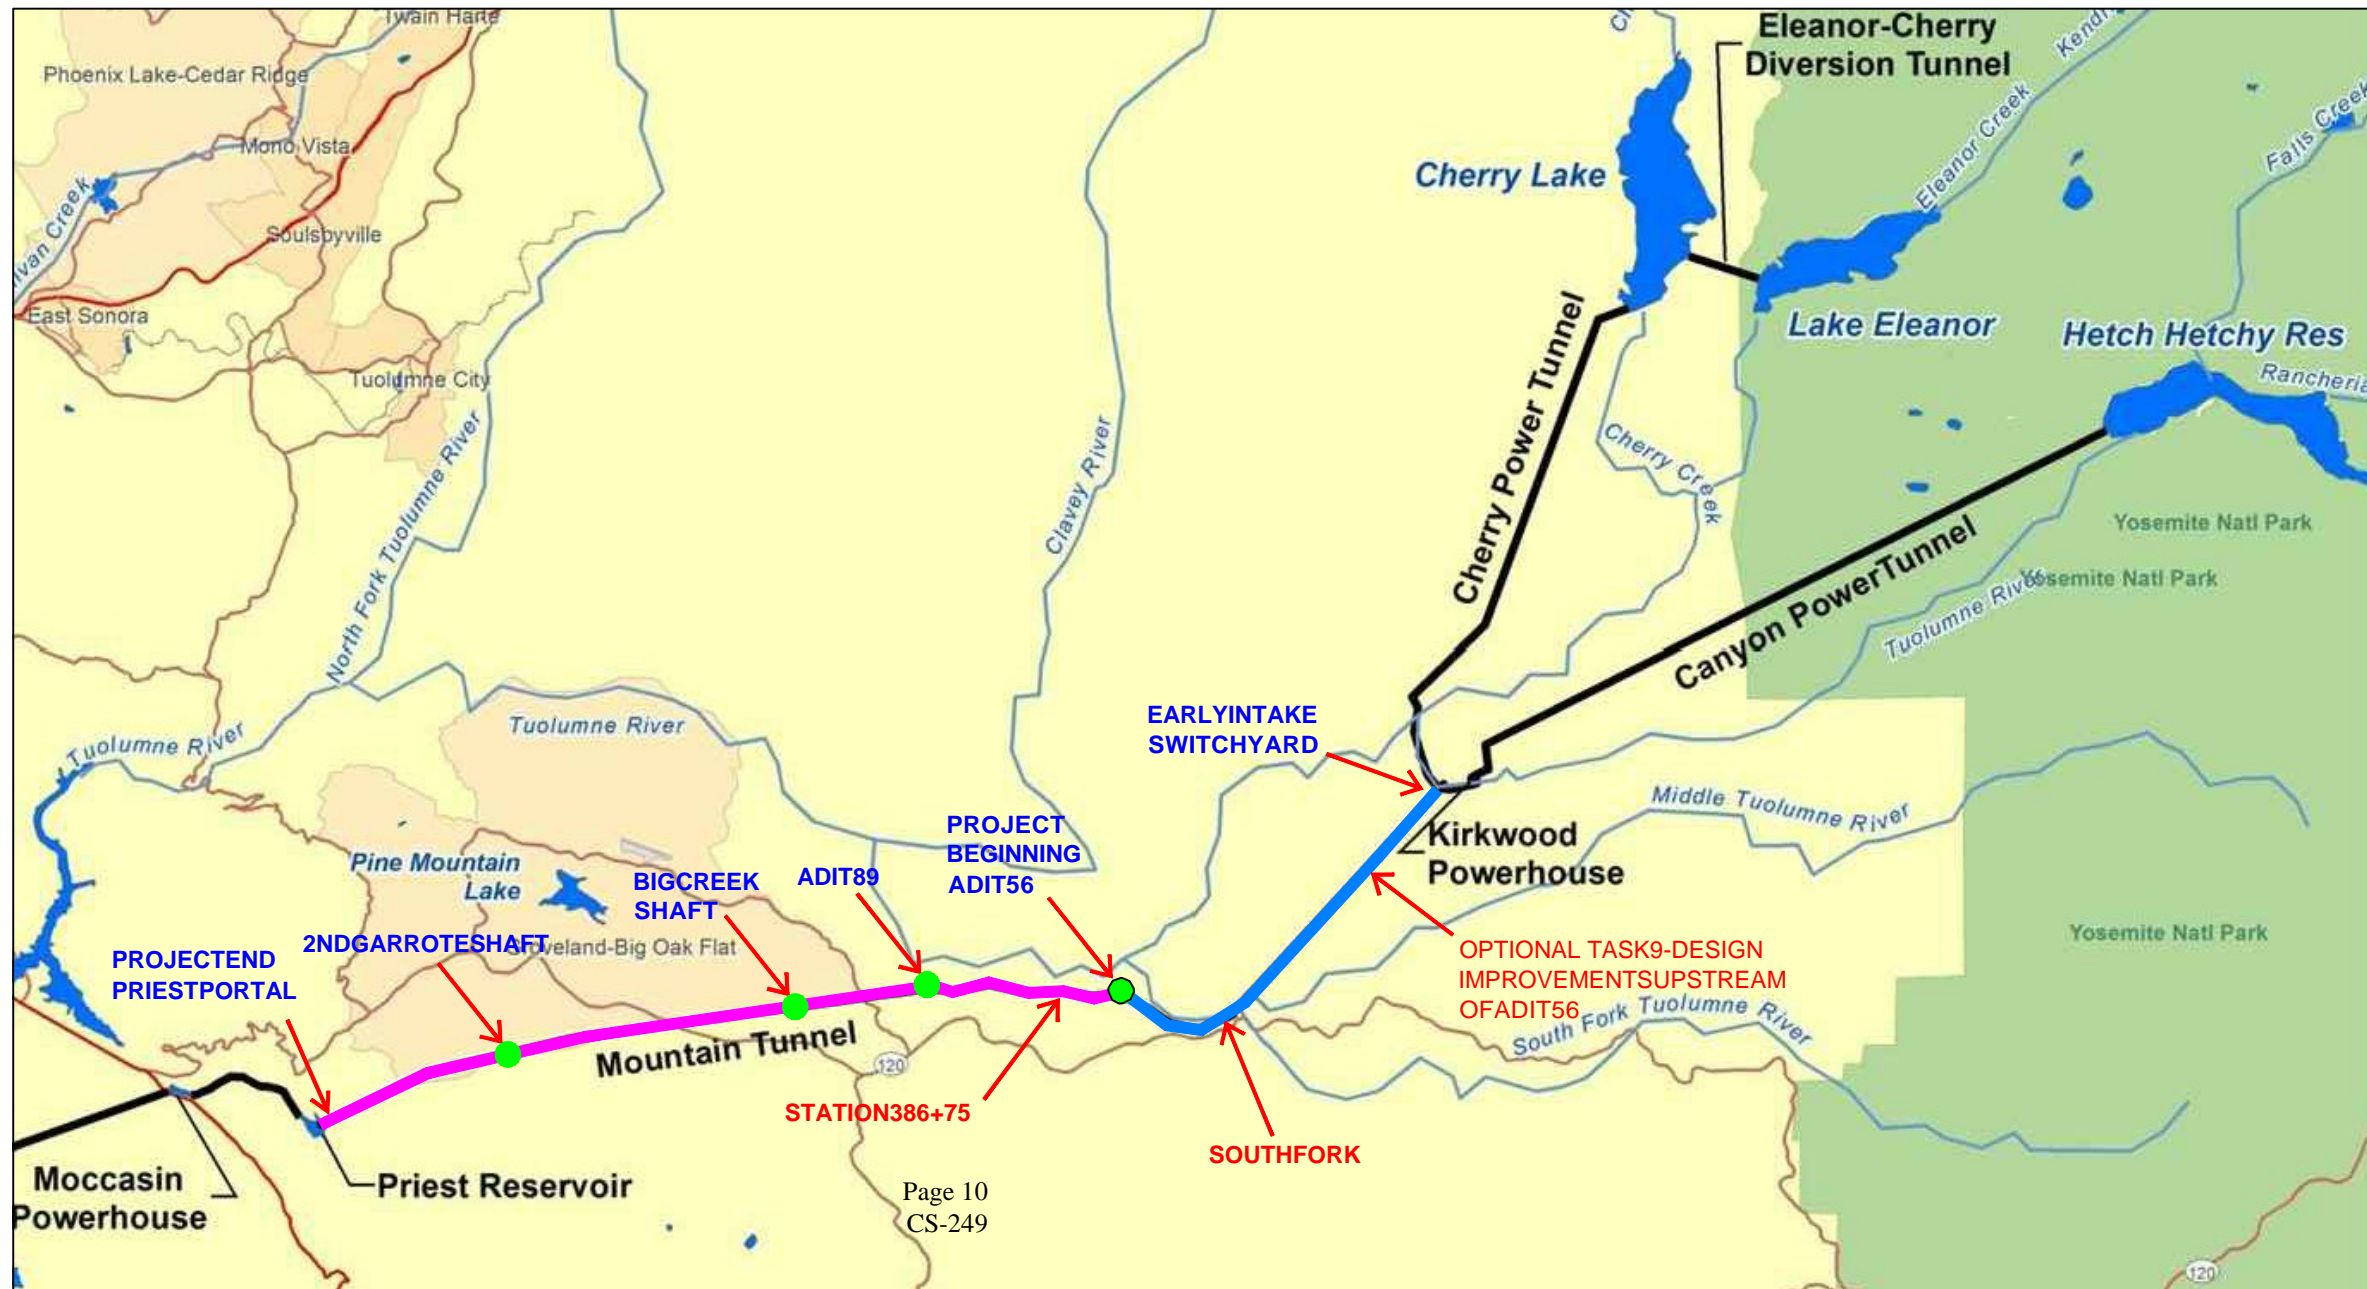 Twain Harte
Phoenix Lake-Cedar Ridge
Mono Vista
Soulsbyville
East Sonora
Tuolumne City
North Fork Tuolumne River
Clavey River
Eleanor-Cherry
Diversion Tunnel
Cherry Lake
Eleanor Creek
Falls Creek
Lake Eleanor
Hetch Hetchy Res
Cherry Power Tunnel
Cherry Creek
Canyon PowerTunnel
Yosemite Natl Park
Yosemite Natl Park
Tuolumne River
Tuolumne River
Tuolumne River
EARLYINTAKE
SWITCHYARD
Middle Tuolumne River
Kirkwood
Powerhouse
PROJECT
BEGINNING
ADIT56
Pine Mountain
Lake
BIGCREEK
SHAFT
ADIT89
2NDGARROTESHAFT
Groveland-Big Oak Flat
PROJECTEND
PRIESTPORTAL
Yosemite Natl Park
OPTIONAL TASK9-DESIGN
IMPROVEMENTSUPSTREAM
OFADIT56
South Fork Tuolumne River
Mountain Tunnel
120
STATION386+75
SOUTHFORK
Moccasin
Powerhouse
Priest Reservoir
Page 10
CS-249
120